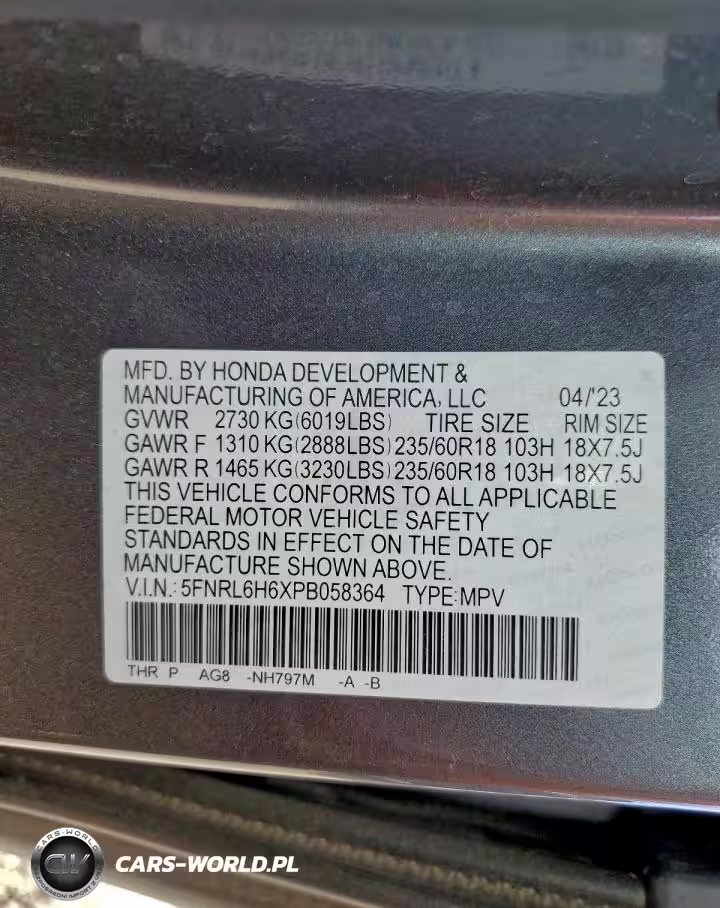 MFD. BY HONDA DEVELOPMENT &
MANUFACTURING OF AMERICA, LLC 04/'23
GVWR 2730 KG(6019LBS) TIRE SIZE RIM SIZE
GAWR F 1310 KG(2888LBS) 235/60R18 103H 18X7.5J
GAWR R 1465 KG(3230LBS) 235/60R18 103H 18X7.5J
THIS VEHICLE CONFORMS TO ALL APPLICABLE
FEDERAL MOTOR VEHICLE SAFETY
STANDARDS IN EFFECT ON THE DATE OF
MANUFACTURE SHOWN ABOVE.
V.I.N.: 5FNRL6H6XPB058364 TYPE:MPV
THR P AG8 -NH797M -A -B
CARS-WORLD
CW
CARS-WORLD.PL